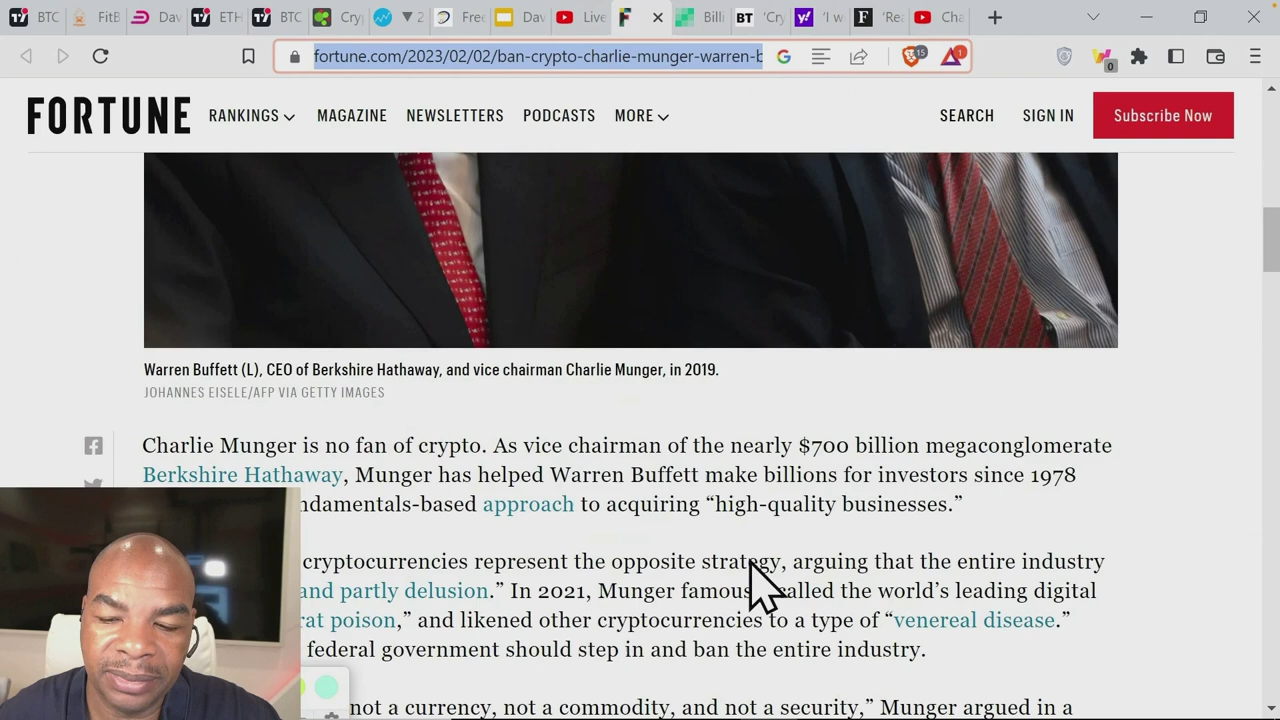 BTC
FitB
Dav
ETH
BTC
Cryp
2
Fred
Dav
Live
Billi
'Cry
'I w
'Re
Cha
fortune.com/2023/02/02/ban-crypto-charlie-munger-warren-b
15
1
0
FORTUNE
RANKINGS
MAGAZINE
NEWSLETTERS
PODCASTS
MORE
SEARCH
SIGN IN
Subscribe Now
Warren Buffett (L), CEO of Berkshire Hathaway, and vice chairman Charlie Munger, in 2019.
JOHANNES EISELE/AFP VIA GETTY IMAGES
Charlie Munger is no fan of crypto. As vice chairman of the nearly $700 billion megaconglomerate
Berkshire Hathaway, Munger has helped Warren Buffett make billions for investors since 1978
ndamentals-based approach to acquiring “high-quality businesses.”
cryptocurrencies represent the opposite strategy, arguing that the entire industry
and partly delusion.” In 2021, Munger famous alled the world’s leading digital
rat poison,” and likened other cryptocurrencies to a type of “venereal disease.”
federal government should step in and ban the entire industry.
not a currency, not a commodity, and not a security,” Munger argued in a